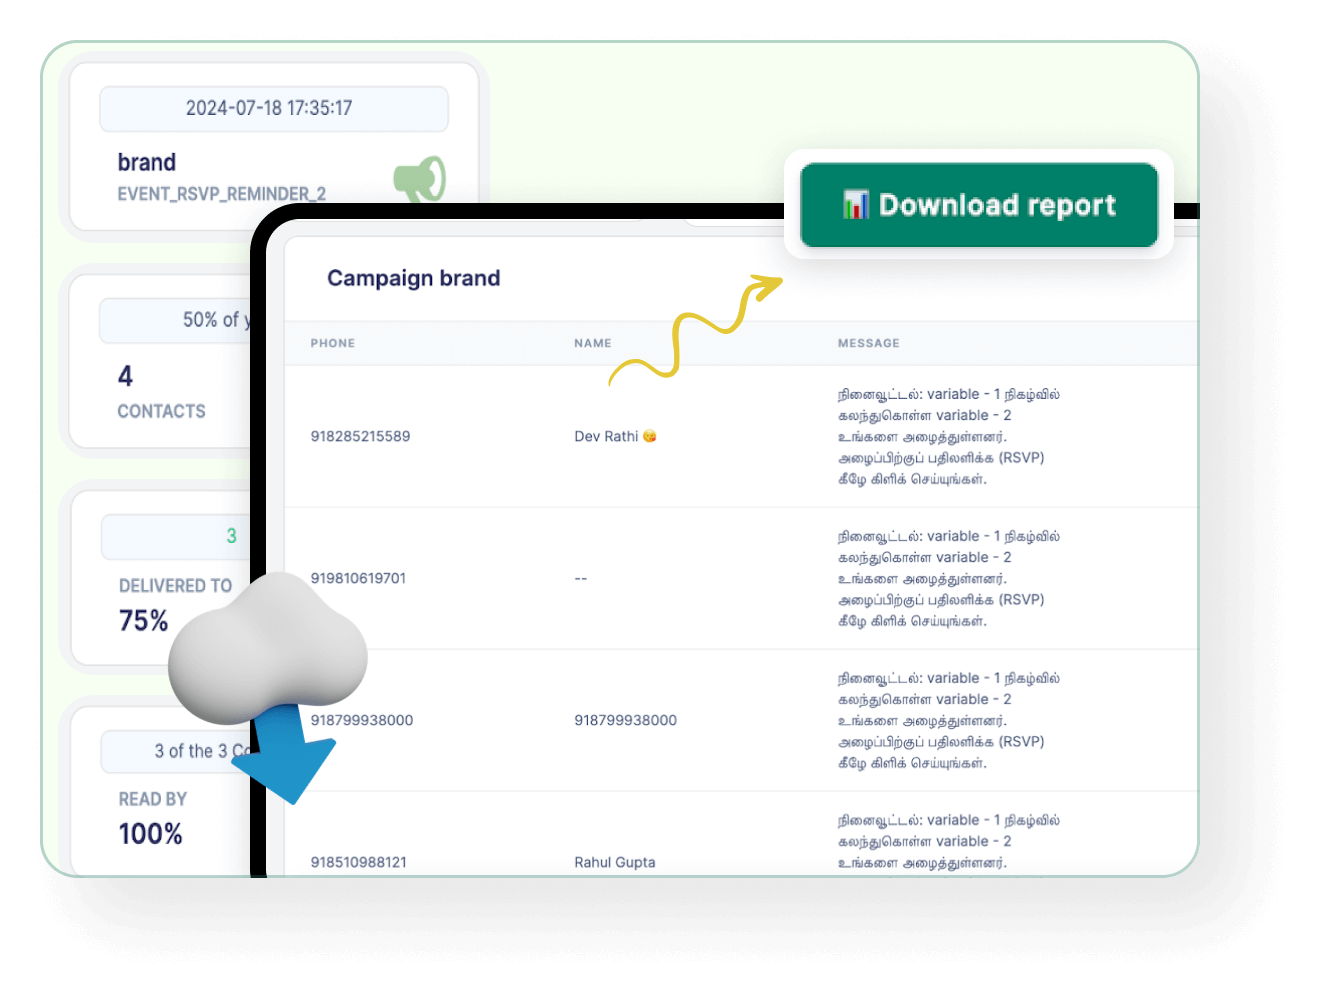 2024-07-18 17:35:17
brand
EVENT_RSVP_REMINDER_2
50% of y
4
CONTACTS
3
DELIVERED TO
75%
3 of the 3 Co
READ BY
100%
📊 Download report
Campaign brand
PHONE NAME MESSAGE
918285215589 Dev Rathi 😘
நினைவூட்டல்: variable - 1 நிகழ்வில்
கலந்துகொள்ள variable - 2
உங்களை அழைத்துள்ளனர்.
அழைப்பிற்குப் பதிலளிக்க (RSVP)
கீழே கிளிக் செய்யுங்கள்.
919810619701 --
நினைவூட்டல்: variable - 1 நிகழ்வில்
கலந்துகொள்ள variable - 2
உங்களை அழைத்துள்ளனர்.
அழைப்பிற்குப் பதிலளிக்க (RSVP)
கீழே கிளிக் செய்யுங்கள்.
918799938000 918799938000
நினைவூட்டல்: variable - 1 நிகழ்வில்
கலந்துகொள்ள variable - 2
உங்களை அழைத்துள்ளனர்.
அழைப்பிற்குப் பதிலளிக்க (RSVP)
கீழே கிளிக் செய்யுங்கள்.
918510988121 Rahul Gupta
நினைவூட்டல்: variable - 1 நிகழ்வில்
கலந்துகொள்ள variable - 2
உங்களை அழைத்துள்ளனர்.